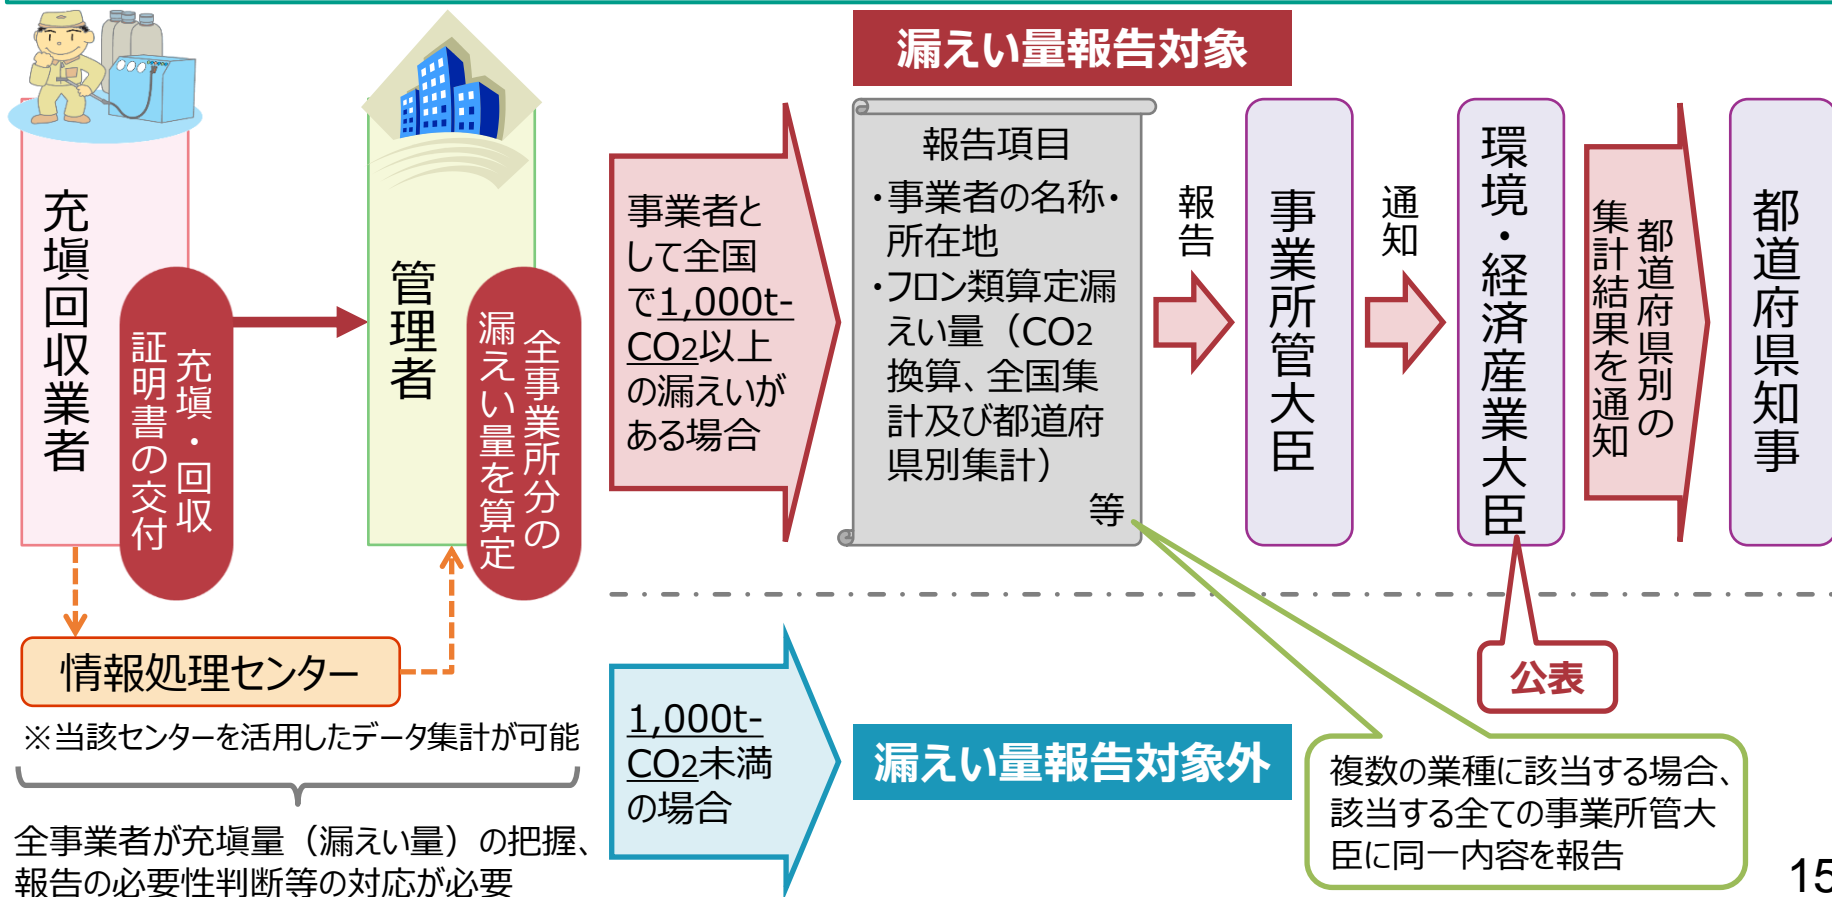 充塡回収業者
充塡・回収
証明書の交付
管理者
全事業所分の
漏えい量を算定
情報処理センター
※当該センターを活用したデータ集計が可能
全事業者が充塡量（漏えい量）の把握、
報告の必要性判断等の対応が必要
漏えい量報告対象
事業者と
して全国
で1,000t-
CO2以上
の漏えいが
ある場合
報告項目
・事業者の名称・
所在地
・フロン類算定漏
えい量（CO2
換算、全国集
計及び都道府
県別集計）
等
報告
事業所管大臣
通知
環境・経済産業大臣
公表
都道府県別の
集計結果を通知
都道府県知事
1,000t-
CO2未満
の場合
漏えい量報告対象外
複数の業種に該当する場合、
該当する全ての事業所管大
臣に同一内容を報告
15